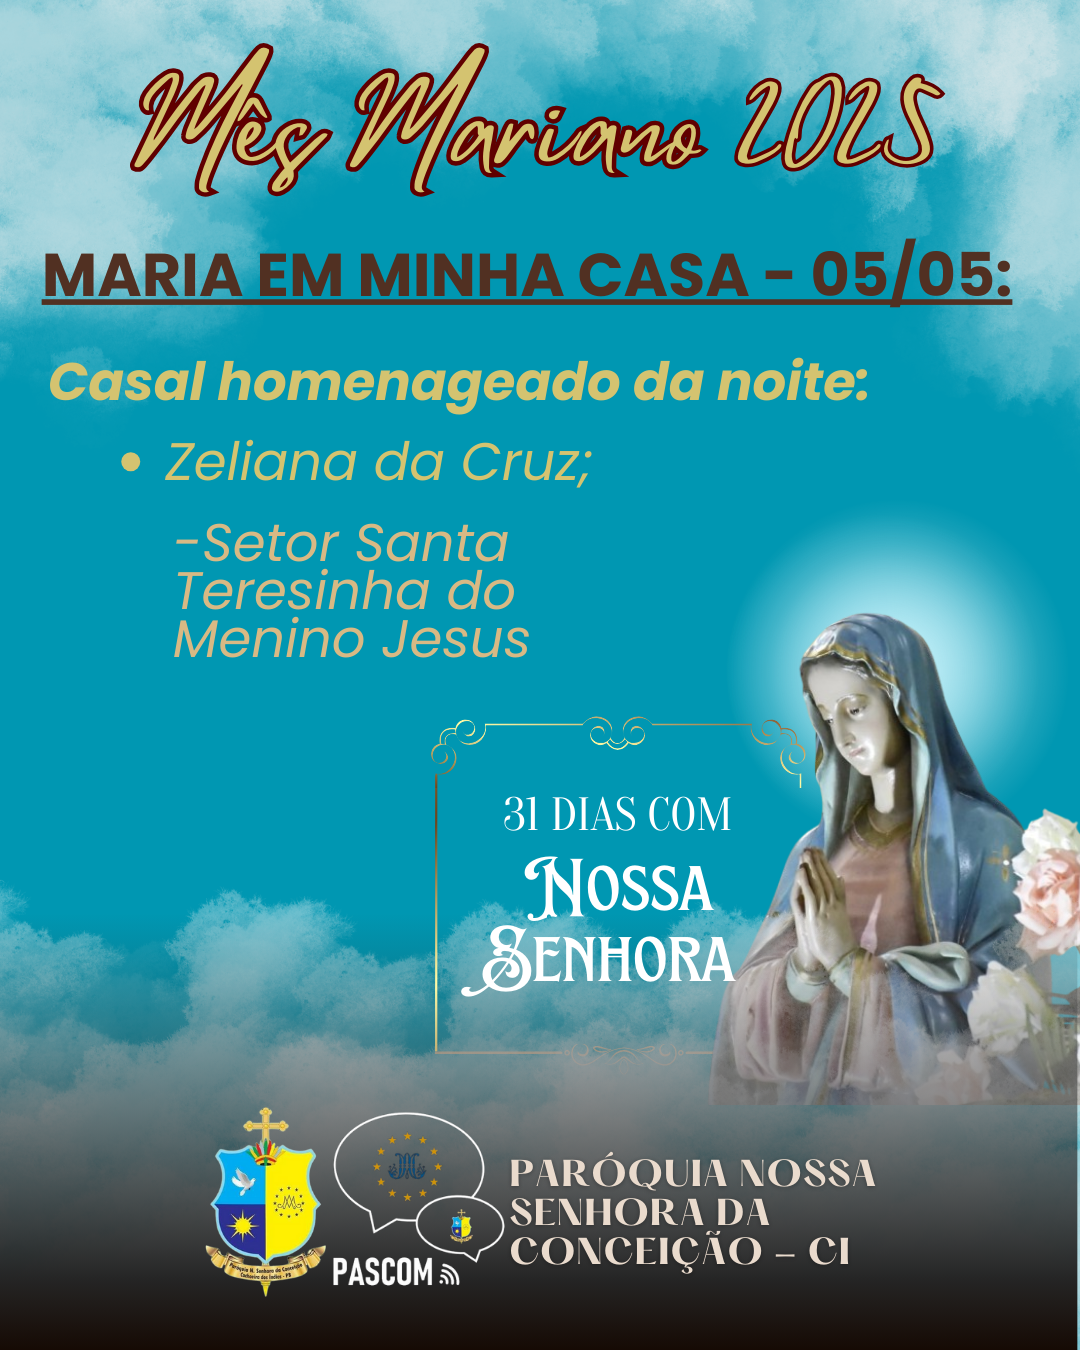 Mês Mariano 2025
MARIA EM MINHA CASA - 05/05:
Casal homenageado da noite:
• Zeliana da Cruz;
-Setor Santa
Teresinha do
Menino Jesus
31 DIAS COM
NOSSA
SENHORA
Paróquia N. Senhora da Conceição
Cachoeira dos Índios - PB
PASCOM
PARÓQUIA NOSSA
SENHORA DA
CONCEIÇÃO – CI